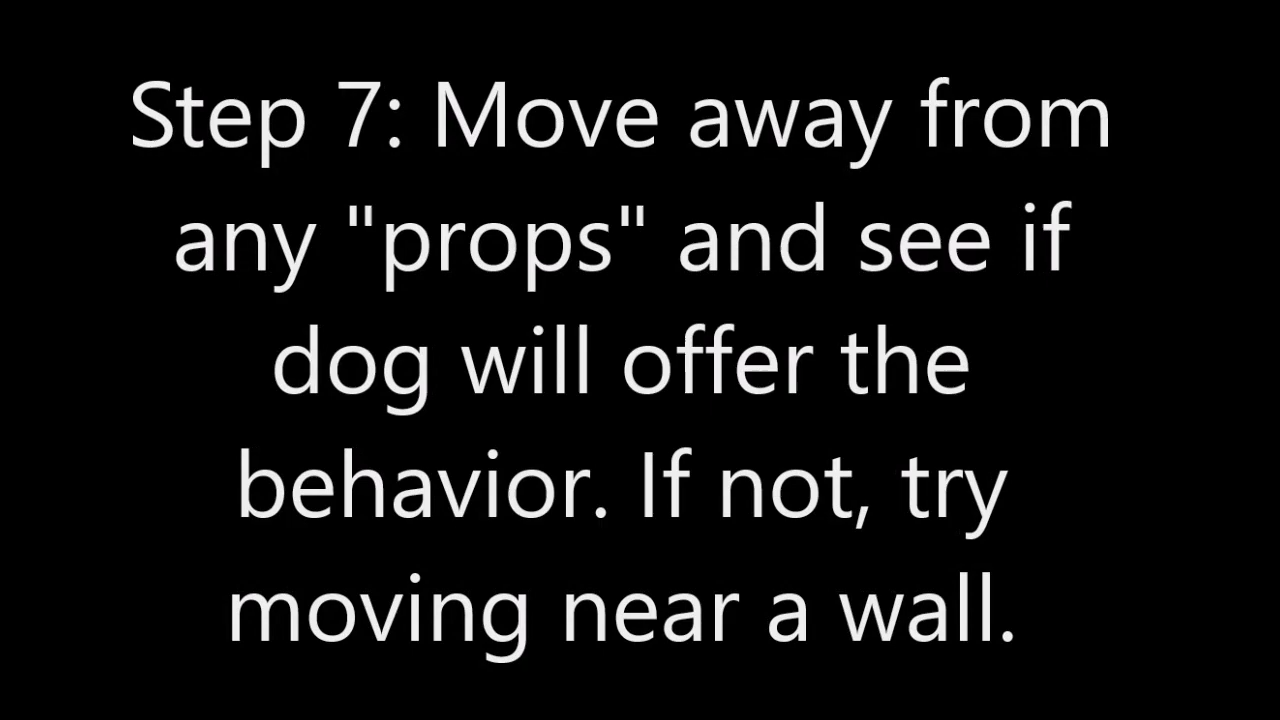 Step 7: Move away from
any "props" and see if
dog will offer the
behavior. If not, try
moving near a wall.